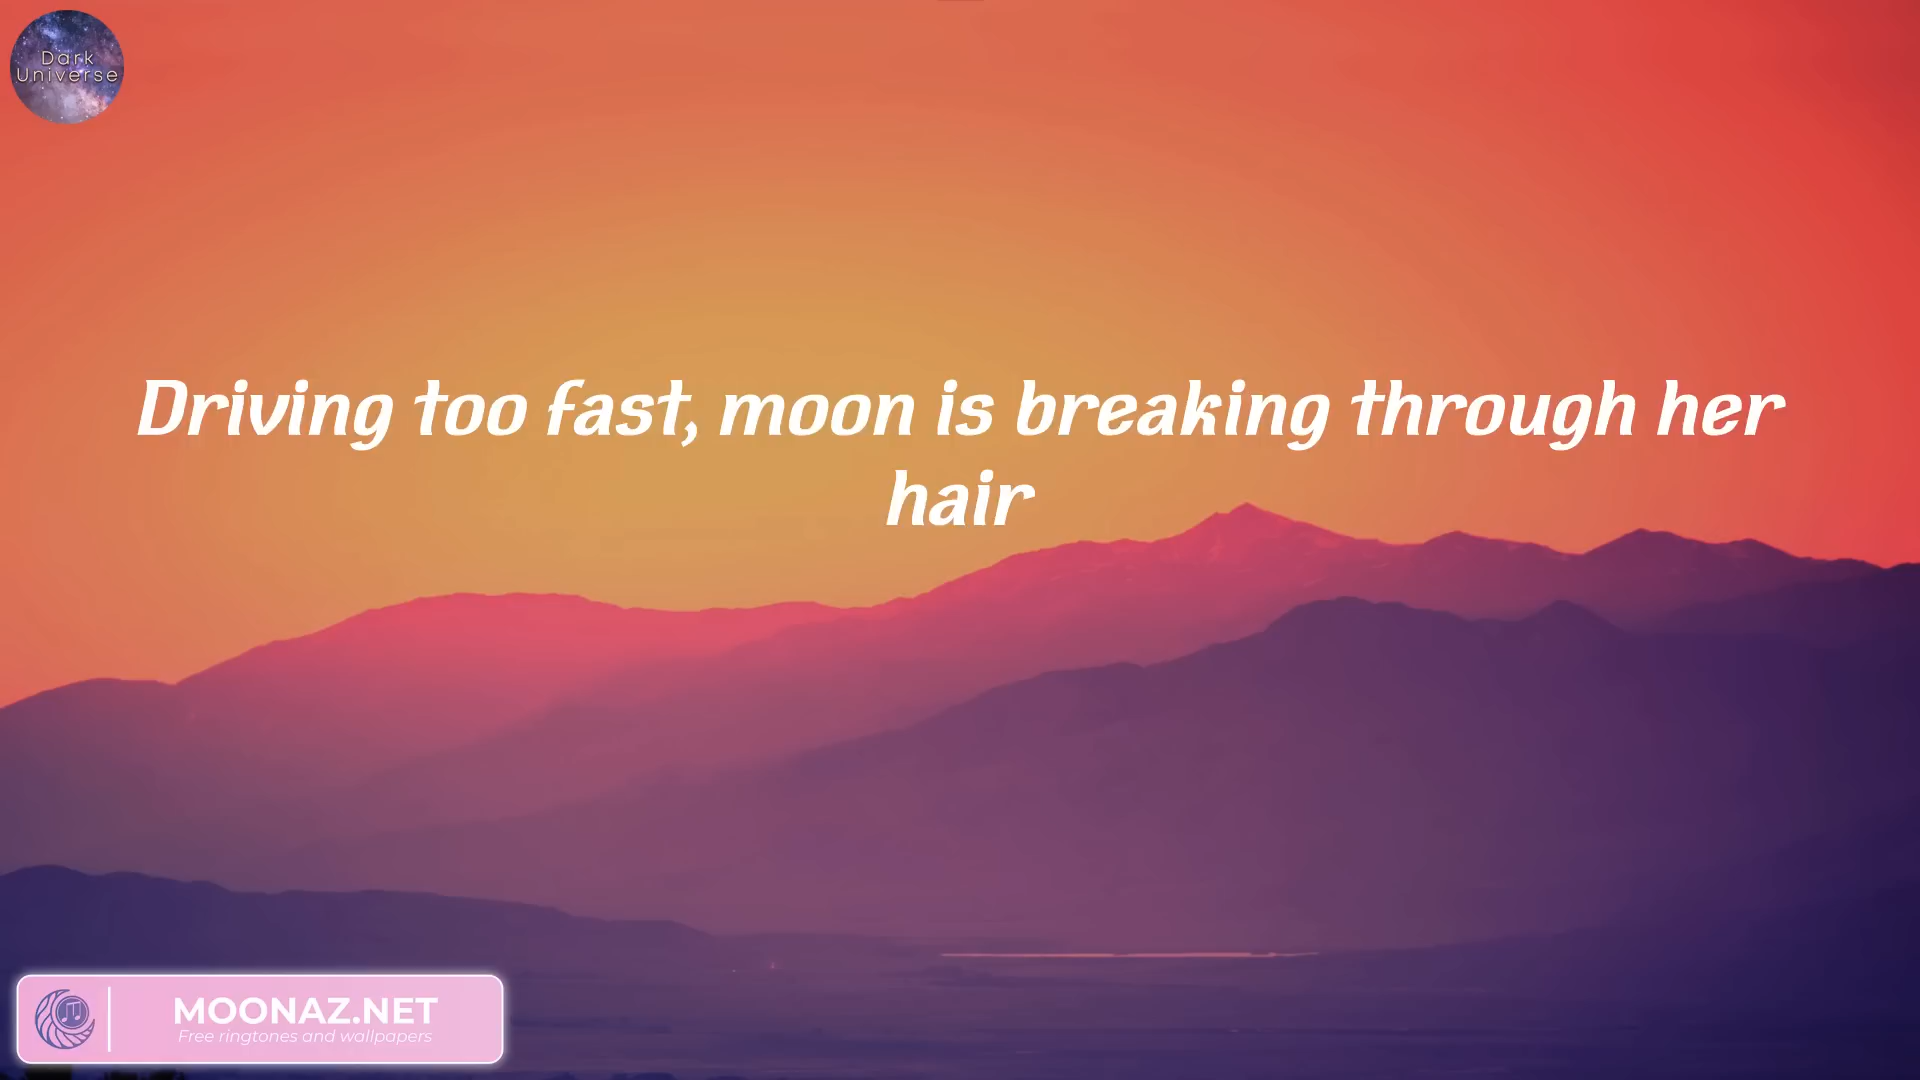 Dark
Universe
Driving too fast, moon is breaking through her
hair
MOONAZ.NET
Free ringtones and wallpapers